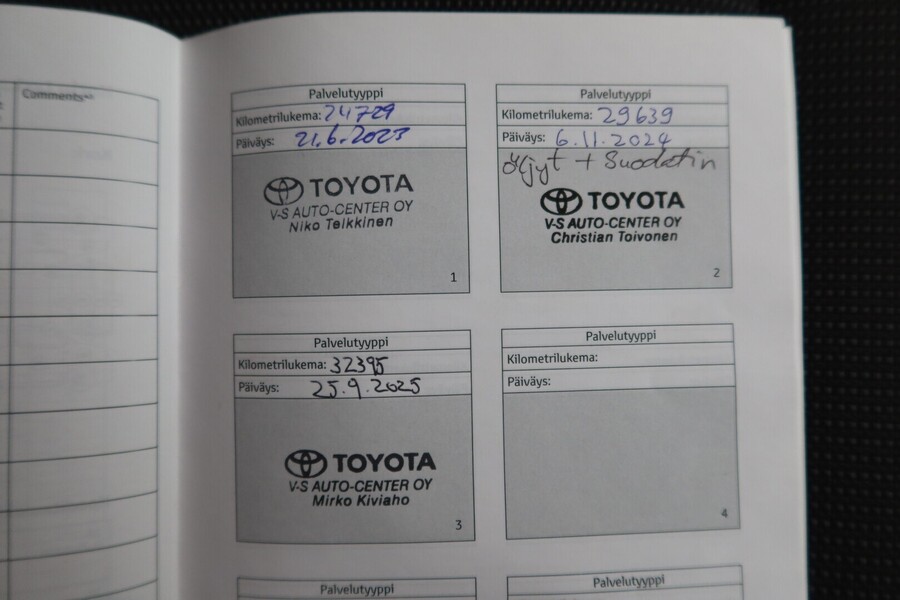 Comments
Palvelutyyppi
Kilometrilukema: 24729
Päiväys: 21.6.2023
TOYOTA
V-S AUTO-CENTER OY
Niko Teikkinen
1
Palvelutyyppi
Kilometrilukema: 29639
Päiväys: 6.11.2024
Öljyt + Suodatin
TOYOTA
V-S AUTO-CENTER OY
Christian Toivonen
2
Palvelutyyppi
Kilometrilukema: 32395
Päiväys: 25.9.2025
TOYOTA
V-S AUTO-CENTER OY
Mirko Kiviaho
3
Palvelutyyppi
Kilometrilukema:
Päiväys:
4
Palvelutyyppi
Palvelutyyppi